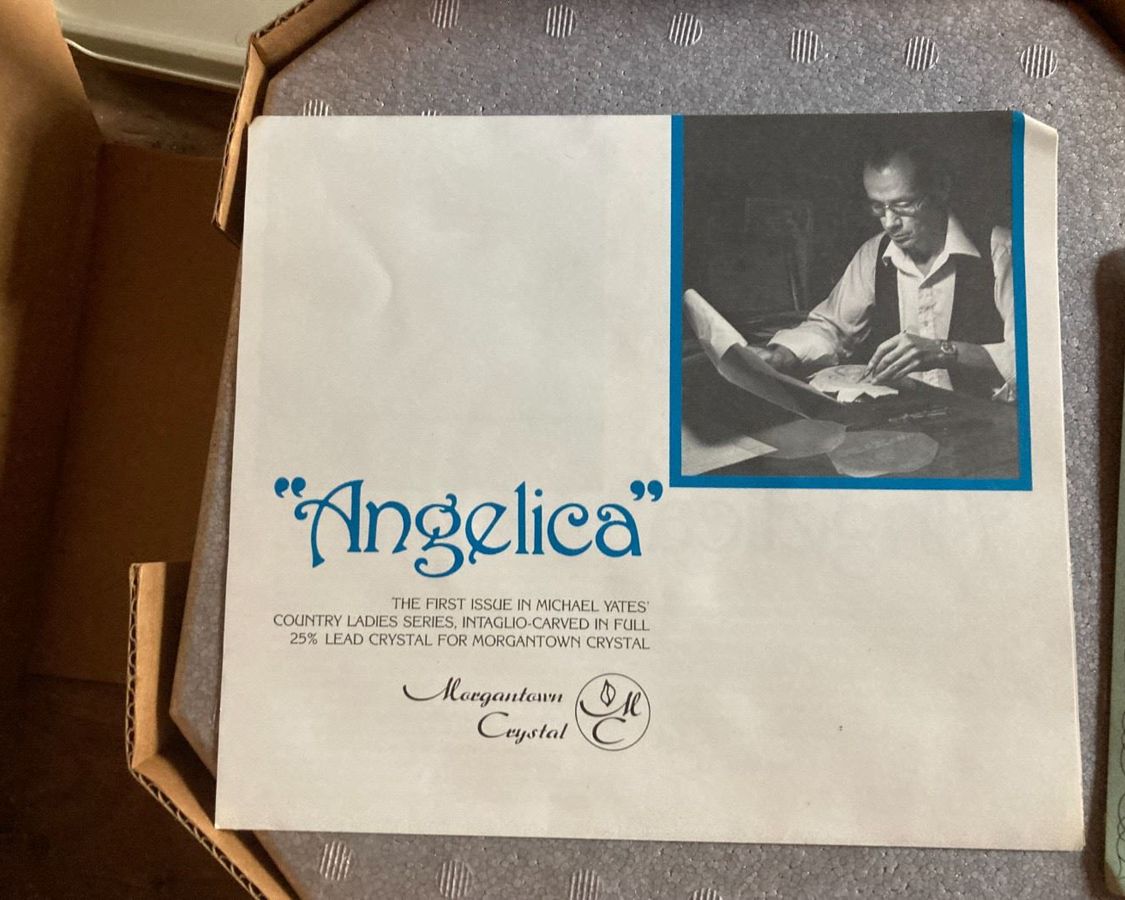 “Angelica”
THE FIRST ISSUE IN MICHAEL YATES’
COUNTRY LADIES SERIES, INTAGLIO-CARVED IN FULL
25% LEAD CRYSTAL FOR MORGANTOWN CRYSTAL
Morgantown
Crystal
MC